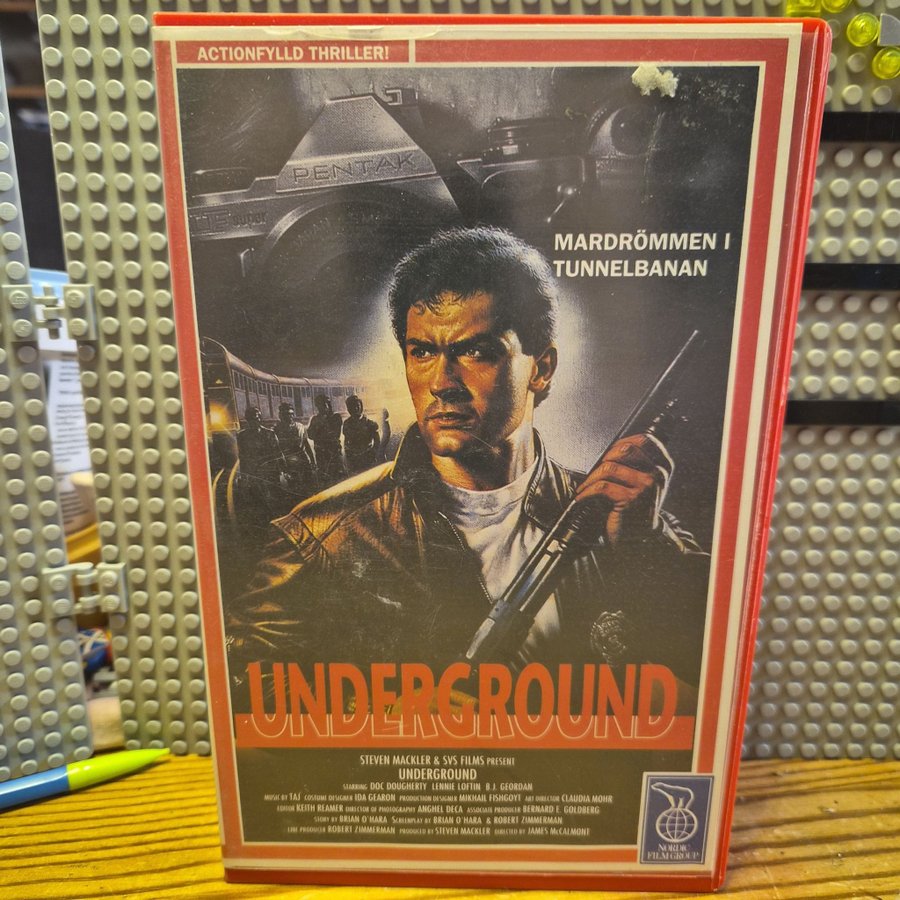 ACTIONFYLLD THRILLER!
PENTAK
super
MARDRÖMMEN I
TUNNELBANAN
UNDERGROUND
STEVEN MACKLER & SVS FILMS PRESENT
UNDERGROUND
STARRING DOC DOUGHERTY LENNIE LOFTIN B.J. GEORDAN
MUSIC BY TAJ COSTUME DESIGNER IDA GEARON PRODUCTION DESIGNER MIKHAIL FISHGOYT ART DIRECTOR CLAUDIA MOHR
EDITOR KEITH REAMER DIRECTOR OF PHOTOGRAPHY ANGHEL DECA ASSOCIATE PRODUCER BERNARD E. GOLDBERG
STORY BY BRIAN O'HARA SCREENPLAY BY BRIAN O'HARA & ROBERT ZIMMERMAN
LINE PRODUCER ROBERT ZIMMERMAN PRODUCED BY STEVEN MACKLER DIRECTED BY JAMES McCALMONT
NORDIC
FILM GROUP